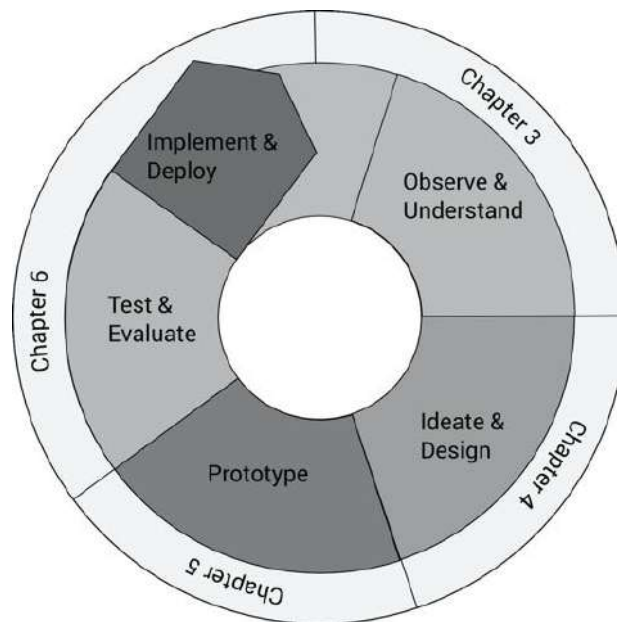 Chapter 3
Implement &
Deploy
Observe &
Understand
Test &
Evaluate
Chapter 6
Ideate &
Design
Chapter 4
Prototype
Chapter 5